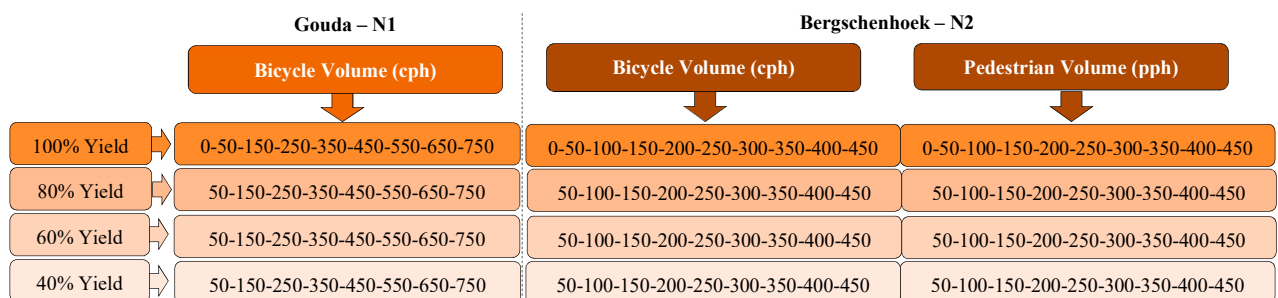 Gouda – N1
Bergschenhoek – N2
Bicycle Volume (cph)
Bicycle Volume (cph)
Pedestrian Volume (pph)
100% Yield
0-50-150-250-350-450-550-650-750
0-50-100-150-200-250-300-350-400-450
0-50-100-150-200-250-300-350-400-450
80% Yield
50-150-250-350-450-550-650-750
50-100-150-200-250-300-350-400-450
50-100-150-200-250-300-350-400-450
60% Yield
50-150-250-350-450-550-650-750
50-100-150-200-250-300-350-400-450
50-100-150-200-250-300-350-400-450
40% Yield
50-150-250-350-450-550-650-750
50-100-150-200-250-300-350-400-450
50-100-150-200-250-300-350-400-450